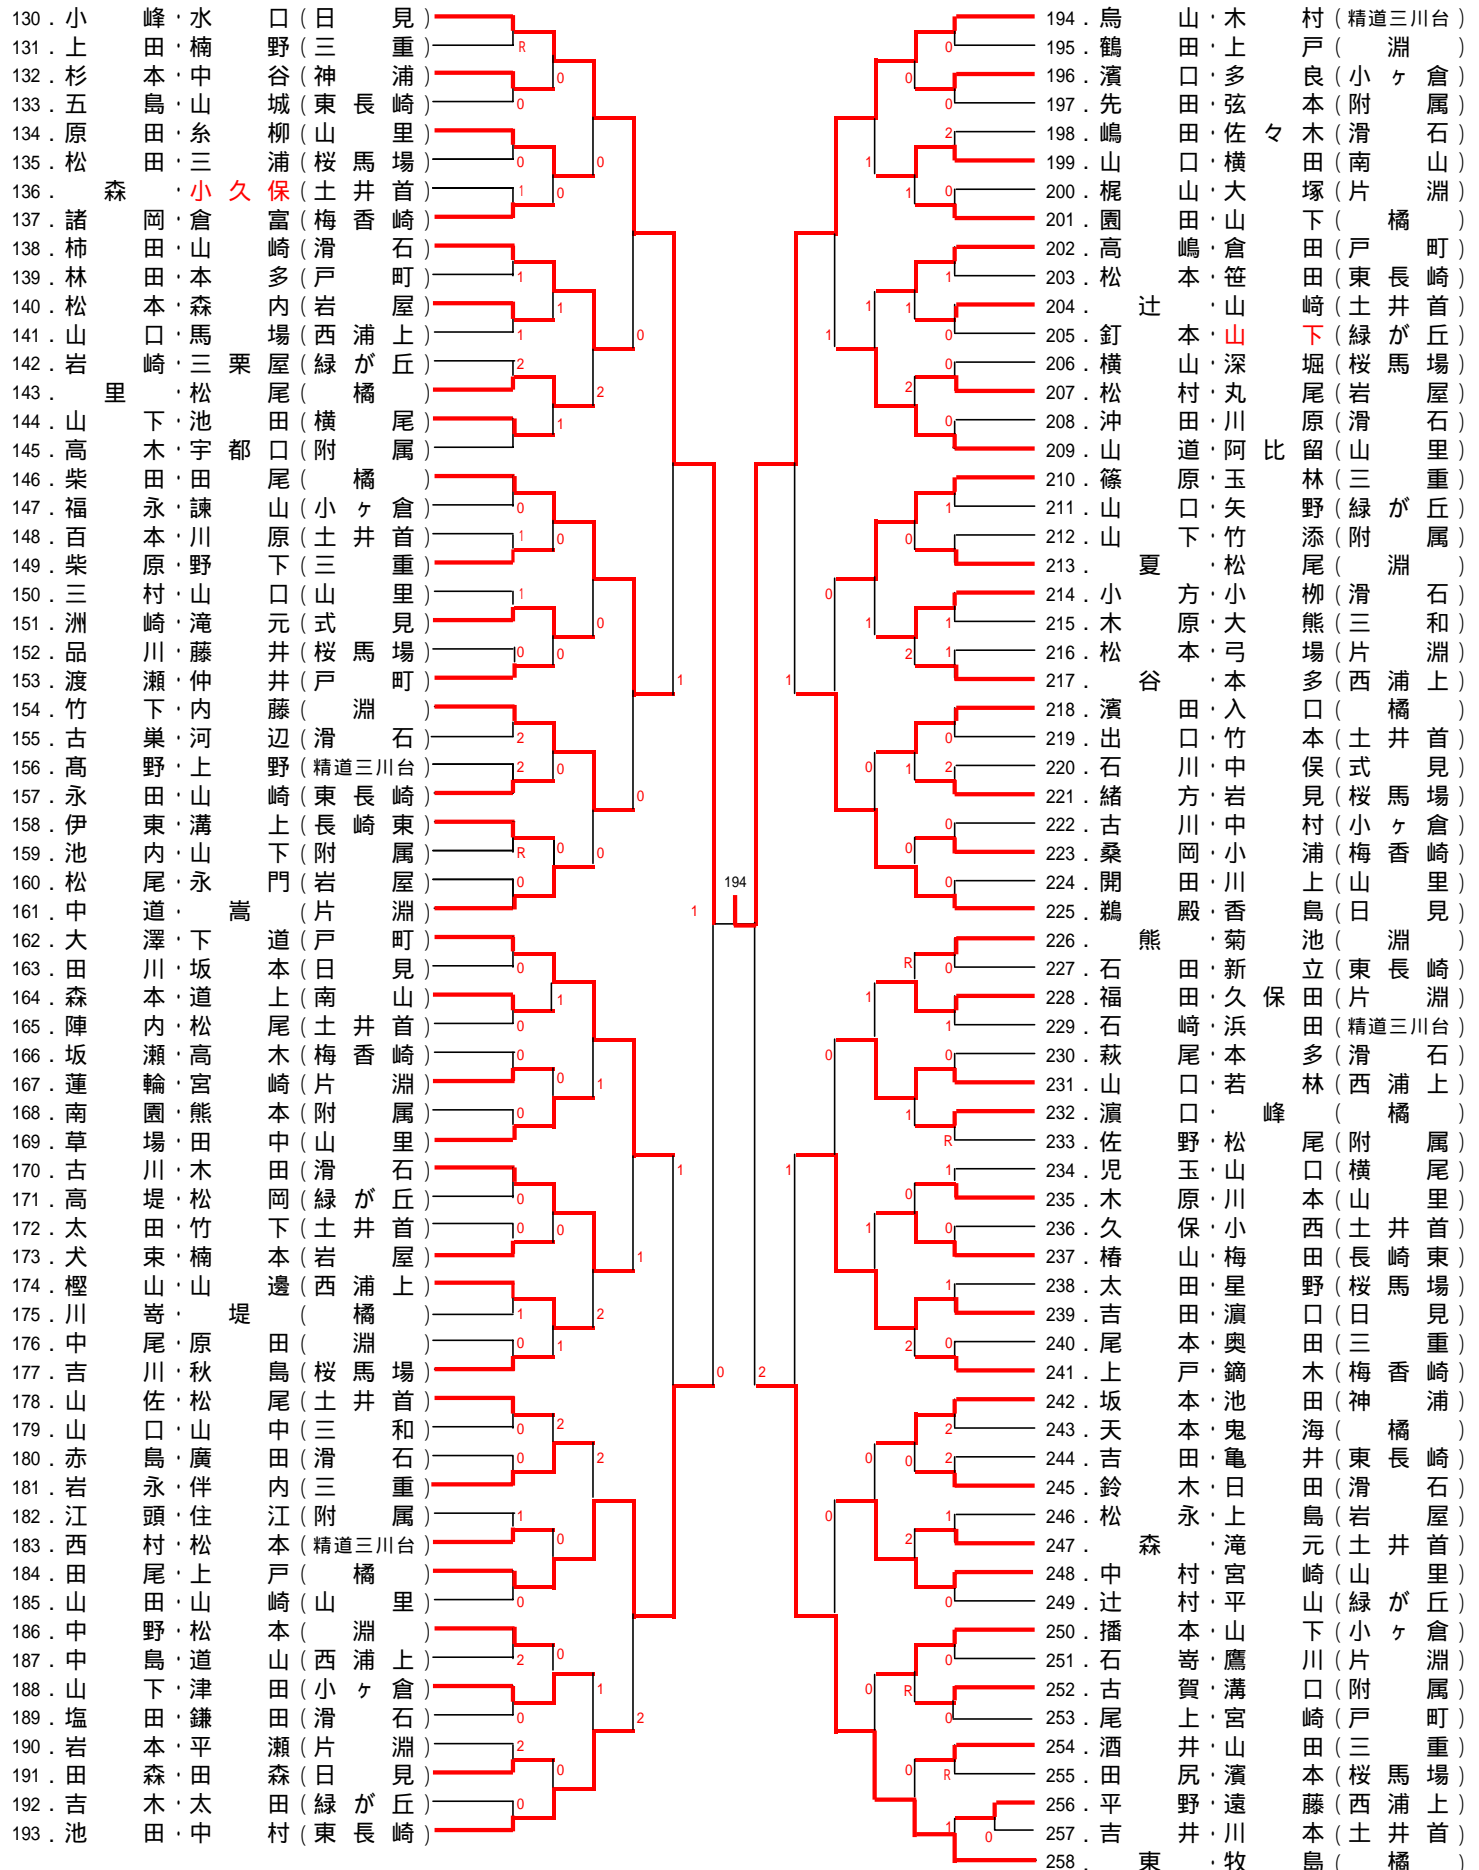 130．小峰・水口（日見）
131．上田・楠野（三重）
132．杉本・中谷（神浦）
133．五島・山城（東長崎）
134．原田・糸柳（山里）
135．松田・三浦（桜馬場）
136．森・小久保（土井首）
137．諸岡・倉富（梅香崎）
138．柿田・山崎（滑石）
139．林田・本多（戸町）
140．松本・森内（岩屋）
141．山口・馬場（西浦上）
142．岩崎・三栗屋（緑が丘）
143．里・松尾（橘）
144．山下・池田（横尾）
145．高木・宇都口（附属）
146．柴田・田尾（橘）
147．福永・諫山（小ヶ倉）
148．百本・川原（土井首）
149．柴原・野下（三重）
150．三村・山口（山里）
151．洲崎・滝元（式見）
152．品川・藤井（桜馬場）
153．渡瀬・仲井（戸町）
154．竹下・内藤（淵）
155．古巣・河辺（滑石）
156．髙野・上野（精道三川台）
157．永田・山崎（東長崎）
158．伊東・溝上（長崎東）
159．池内・山下（附属）
160．松尾・永門（岩屋）
161．中道・嵩（片淵）
162．大澤・下道（戸町）
163．田川・坂本（日見）
164．森本・道上（南山）
165．陣内・松尾（土井首）
166．坂瀬・高木（梅香崎）
167．蓮輪・宮崎（片淵）
168．南園・熊本（附属）
169．草場・田中（山里）
170．古川・木田（滑石）
171．高堤・松岡（緑が丘）
172．太田・竹下（土井首）
173．犬束・楠本（岩屋）
174．樫山・山邊（西浦上）
175．川嵜・堤（橘）
176．中尾・原田（淵）
177．吉川・秋島（桜馬場）
178．山佐・松尾（土井首）
179．山口・山中（三和）
180．赤島・廣田（滑石）
181．岩永・伴内（三重）
182．江頭・住江（附属）
183．西村・松本（精道三川台）
184．田尾・上戸（橘）
185．山田・山崎（山里）
186．中野・松本（淵）
187．中島・道山（西浦上）
188．山下・津田（小ヶ倉）
189．塩田・鎌田（滑石）
190．岩本・平瀬（片淵）
191．田森・田森（日見）
192．吉木・太田（緑が丘）
193．池田・中村（東長崎）
194
194．烏山・木村（精道三川台）
195．鶴田・上戸（淵）
196．濱口・多良（小ヶ倉）
197．先田・弦本（附属）
198．嶋田・佐々木（滑石）
199．山口・横田（南山）
200．梶山・大塚（片淵）
201．園田・山下（橘）
202．高嶋・倉田（戸町）
203．松本・笹田（東長崎）
204．辻・山﨑（土井首）
205．釘本・山下（緑が丘）
206．横山・深堀（桜馬場）
207．松村・丸尾（岩屋）
208．沖田・川原（滑石）
209．山道・阿比留（山里）
210．篠原・玉林（三重）
211．山口・矢野（緑が丘）
212．山下・竹添（附属）
213．夏・松尾（淵）
214．小方・小栁（滑石）
215．木原・大熊（三和）
216．松本・弓場（片淵）
217．谷・本多（西浦上）
218．濱田・入口（橘）
219．出口・竹本（土井首）
220．石川・中俣（式見）
221．緒方・岩見（桜馬場）
222．古川・中村（小ヶ倉）
223．桑岡・小浦（梅香崎）
224．開田・川上（山里）
225．鵜殿・香島（日見）
226．熊・菊池（淵）
227．石田・新立（東長崎）
228．福田・久保田（片淵）
229．石﨑・浜田（精道三川台）
230．萩尾・本多（滑石）
231．山口・若林（西浦上）
232．濵口・峰（橘）
233．佐野・松尾（附属）
234．児玉・山口（横尾）
235．木原・川本（山里）
236．久保・小西（土井首）
237．椿山・梅田（長崎東）
238．太田・星野（桜馬場）
239．吉田・濵口（日見）
240．尾本・奥田（三重）
241．上戸・鏑木（梅香崎）
242．坂本・池田（神浦）
243．天本・鬼海（橘）
244．吉田・亀井（東長崎）
245．鈴木・日田（滑石）
246．松永・上島（岩屋）
247．森・滝元（土井首）
248．中村・宮崎（山里）
249．辻村・平山（緑が丘）
250．播本・山下（小ヶ倉）
251．石嵜・鷹川（片淵）
252．古賀・溝口（附属）
253．尾上・宮崎（戸町）
254．酒井・山田（三重）
255．田尻・濱本（桜馬場）
256．平野・遠藤（西浦上）
257．吉井・川本（土井首）
258．東・牧島（橘）